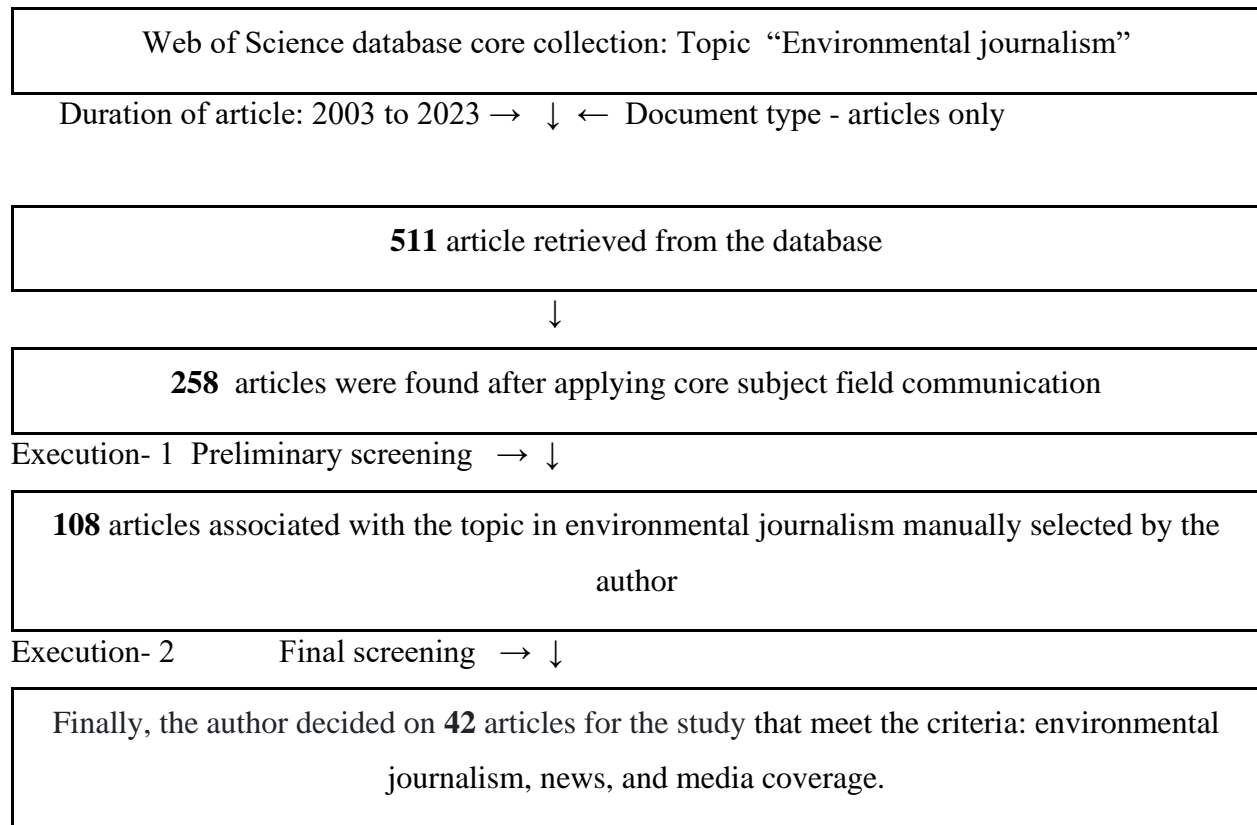 Web of Science database core collection: Topic “Environmental journalism”
Duration of article: 2003 to 2023 → ↓ ← Document type - articles only
511 article retrieved from the database
↓
258 articles were found after applying core subject field communication
Execution- 1 Preliminary screening → ↓
108 articles associated with the topic in environmental journalism manually selected by the
author
Execution- 2 Final screening → ↓
Finally, the author decided on 42 articles for the study that meet the criteria: environmental
journalism, news, and media coverage.